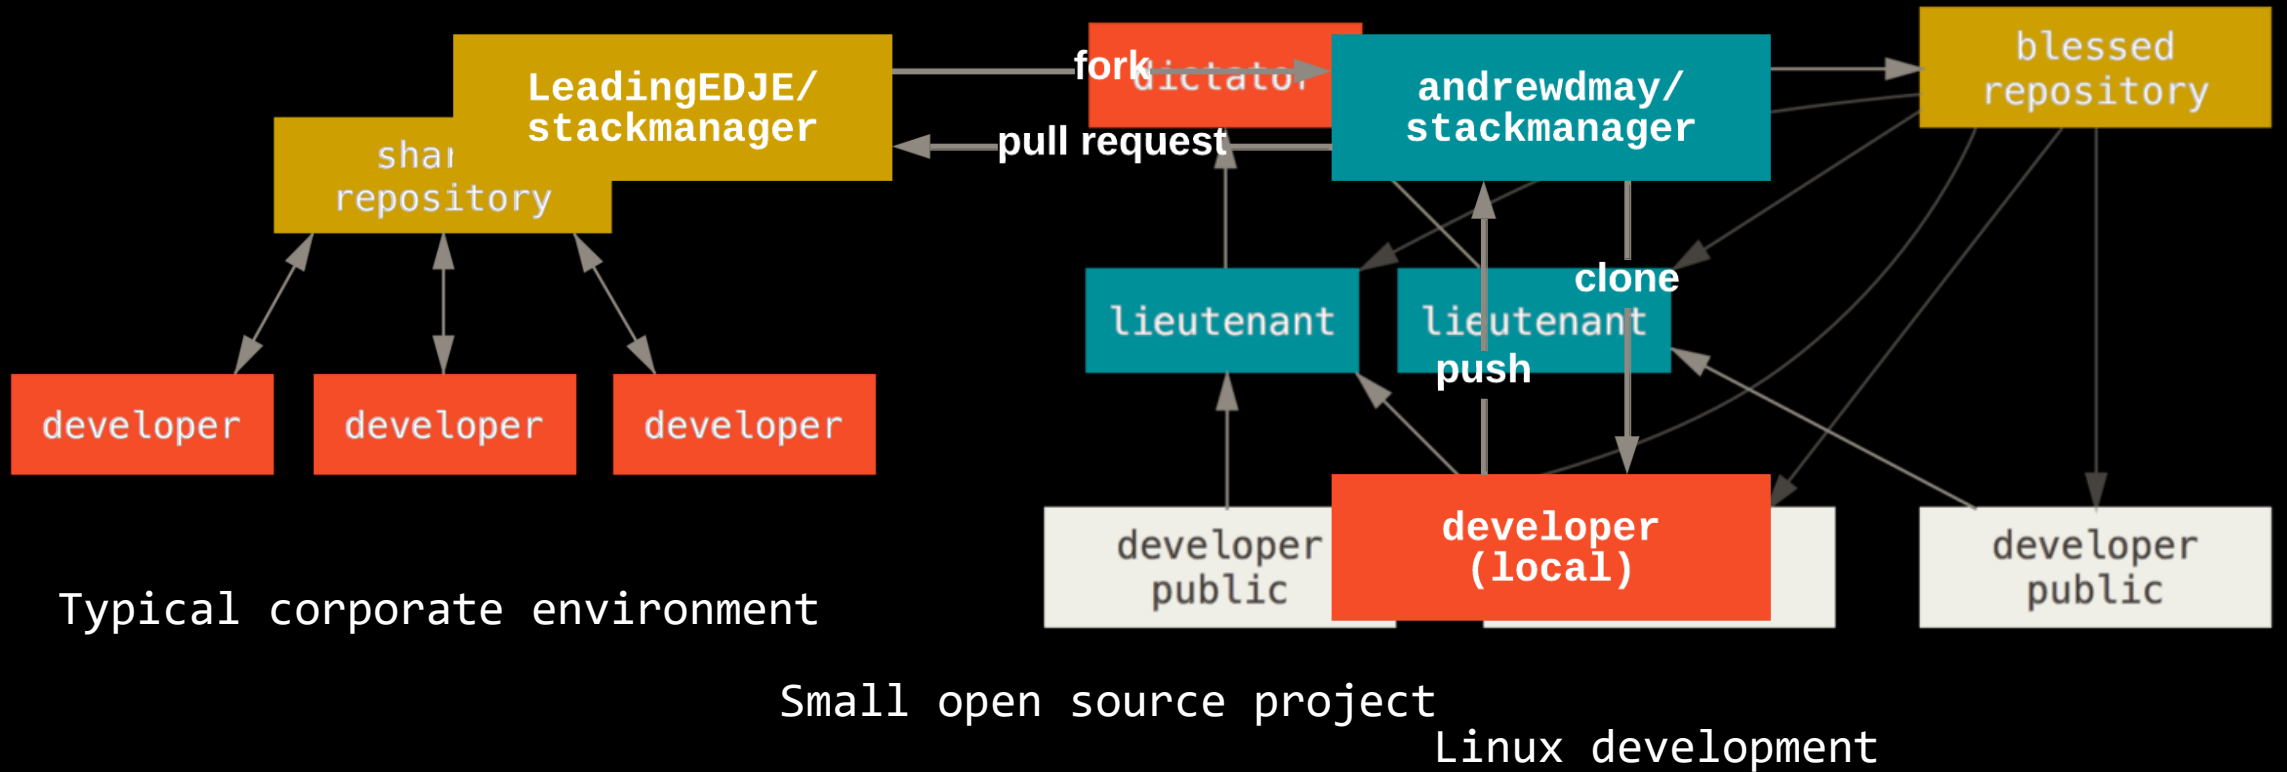 LeadingEDJE/
stackmanager
fork
dictator
andrewdmay/
stackmanager
blessed
repository
pull request
repository
clone
lieutenant
lieutenant
push
developer
developer
developer
developer
public
developer
(local)
developer
public
Typical corporate environment
Small open source project
Linux development